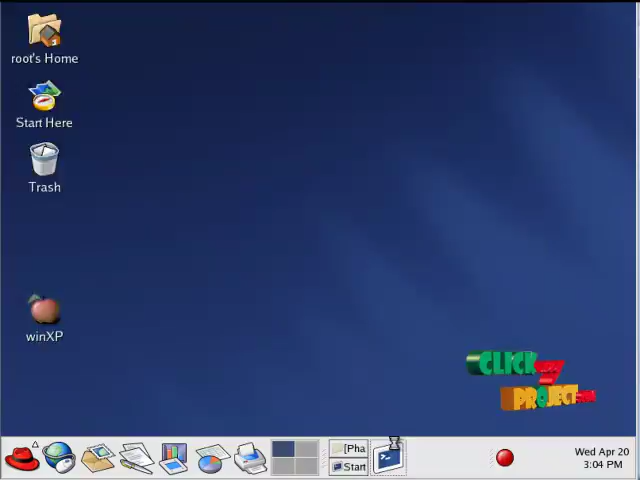 root's Home
Start Here
Trash
winXP
CLICK
PROJECT
[Pha
Start
Wed Apr 20
3:04 PM